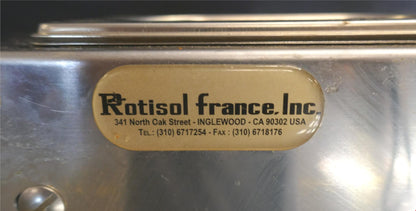 Rotisol france, Inc.
341 North Oak Street - INGLEWOOD - CA 90302 USA
TEL.: (310) 6717254 - FAX : (310) 6718176